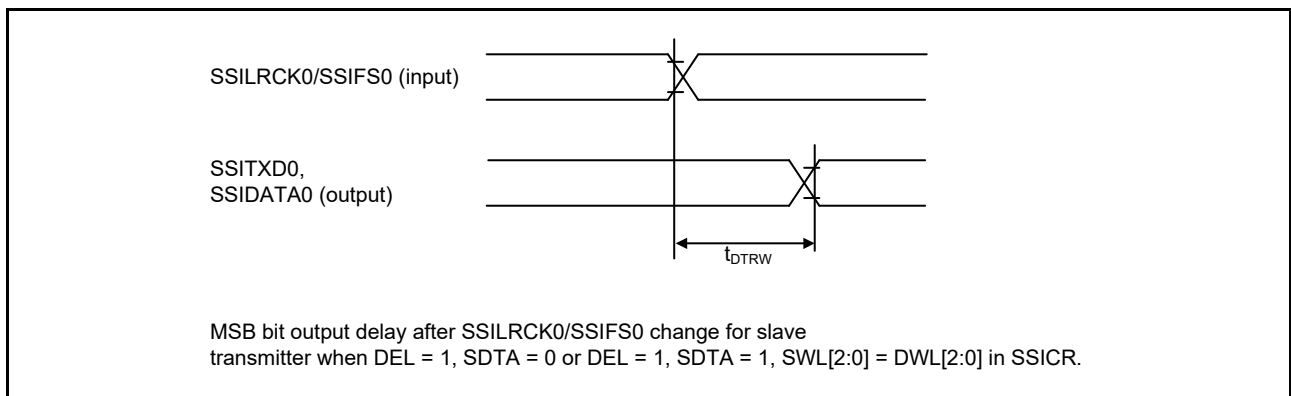 SSILRCK0/SSIFS0 (input)
SSITXD0,
SSIDATA0 (output)
tDTRW
MSB bit output delay after SSILRCK0/SSIFS0 change for slave
transmitter when DEL = 1, SDTA = 0 or DEL = 1, SDTA = 1, SWL[2:0] = DWL[2:0] in SSICR.